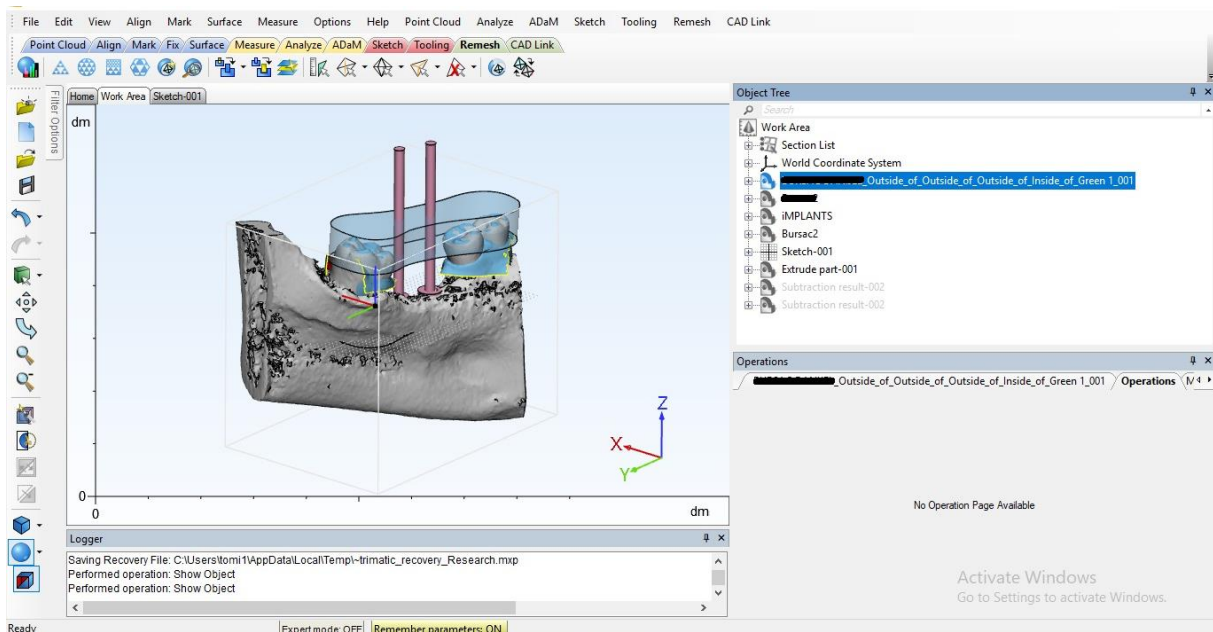 File Edit View Align Mark Surface Measure Options Help Point Cloud Analyze ADaM Sketch Tooling Remesh CAD Link
Point Cloud Align Mark Fix Surface Measure Analyze ADaM Sketch Tooling Remesh CAD Link
Filter Options
Home Work Area Sketch-001
dm
Z
X
Y
0
0
dm
Logger
Saving Recovery File: C:\Users\tomi1\AppData\Local\Temp\~trimatic_recovery_Research.mxp
Performed operation: Show Object
Performed operation: Show Object
Object Tree
Search
Work Area
Section List
World Coordinate System
_Outside_of_Outside_of_Outside_of_Inside_of_Green 1_001
iMPLANTS
Bursac2
Sketch-001
Extrude part-001
Subtraction result-002
Subtraction result-002
Operations
_Outside_of_Outside_of_Outside_of_Inside_of_Green 1_001 Operations
No Operation Page Available
Activate Windows
Go to Settings to activate Windows.
Ready Expert mode: OFF Remember parameters: ON